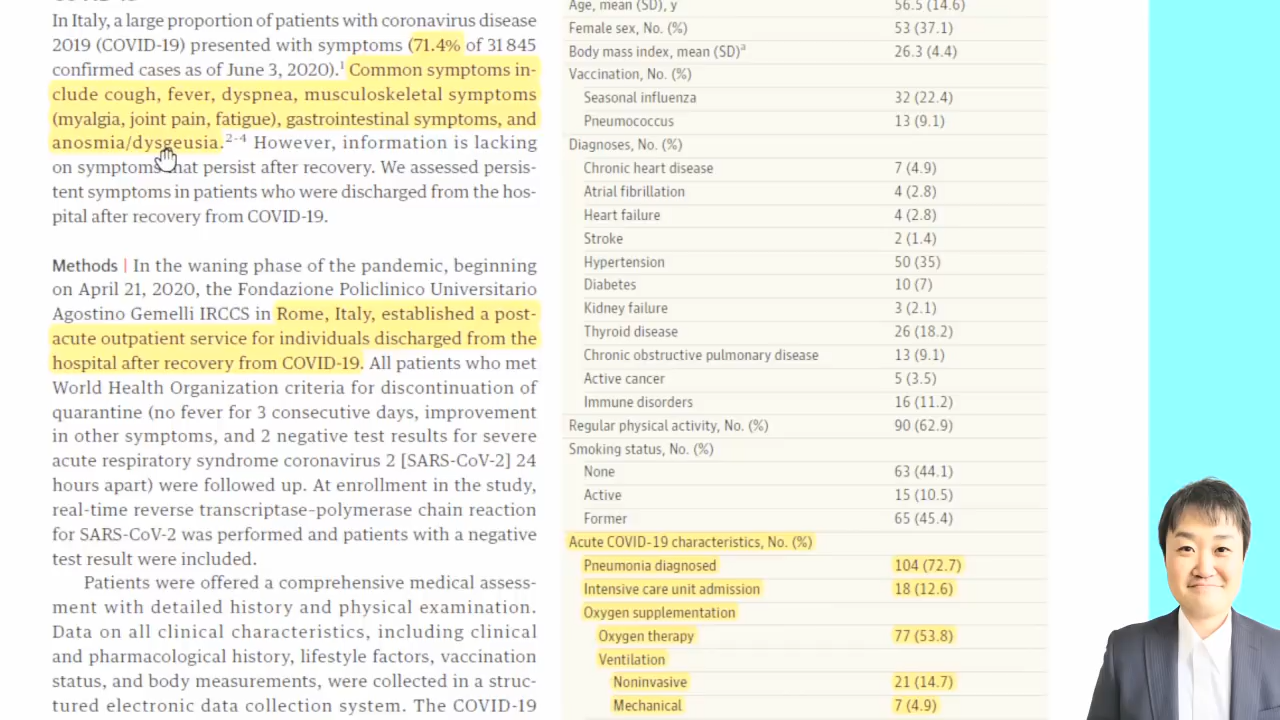 In Italy, a large proportion of patients with coronavirus disease
2019 (COVID-19) presented with symptoms (71.4% of 31 845
confirmed cases as of June 3, 2020).1 Common symptoms in-
clude cough, fever, dyspnea, musculoskeletal symptoms
(myalgia, joint pain, fatigue), gastrointestinal symptoms, and
anosmia/dysgeusia.2-4 However, information is lacking
on symptoms that persist after recovery. We assessed persis-
tent symptoms in patients who were discharged from the hos-
pital after recovery from COVID-19.
Methods | In the waning phase of the pandemic, beginning
on April 21, 2020, the Fondazione Policlinico Universitario
Agostino Gemelli IRCCS in Rome, Italy, established a post-
acute outpatient service for individuals discharged from the
hospital after recovery from COVID-19. All patients who met
World Health Organization criteria for discontinuation of
quarantine (no fever for 3 consecutive days, improvement
in other symptoms, and 2 negative test results for severe
acute respiratory syndrome coronavirus 2 [SARS-CoV-2] 24
hours apart) were followed up. At enrollment in the study,
real-time reverse transcriptase–polymerase chain reaction
for SARS-CoV-2 was performed and patients with a negative
test result were included.
Patients were offered a comprehensive medical assess-
ment with detailed history and physical examination.
Data on all clinical characteristics, including clinical
and pharmacological history, lifestyle factors, vaccination
status, and body measurements, were collected in a struc-
tured electronic data collection system. The COVID-19
Age, mean (SD), y 56.5 (14.6)
Female sex, No. (%) 53 (37.1)
Body mass index, mean (SD)a 26.3 (4.4)
Vaccination, No. (%)
Seasonal influenza 32 (22.4)
Pneumococcus 13 (9.1)
Diagnoses, No. (%)
Chronic heart disease 7 (4.9)
Atrial fibrillation 4 (2.8)
Heart failure 4 (2.8)
Stroke 2 (1.4)
Hypertension 50 (35)
Diabetes 10 (7)
Kidney failure 3 (2.1)
Thyroid disease 26 (18.2)
Chronic obstructive pulmonary disease 13 (9.1)
Active cancer 5 (3.5)
Immune disorders 16 (11.2)
Regular physical activity, No. (%) 90 (62.9)
Smoking status, No. (%)
None 63 (44.1)
Active 15 (10.5)
Former 65 (45.4)
Acute COVID-19 characteristics, No. (%)
Pneumonia diagnosed 104 (72.7)
Intensive care unit admission 18 (12.6)
Oxygen supplementation
Oxygen therapy 77 (53.8)
Ventilation
Noninvasive 21 (14.7)
Mechanical 7 (4.9)